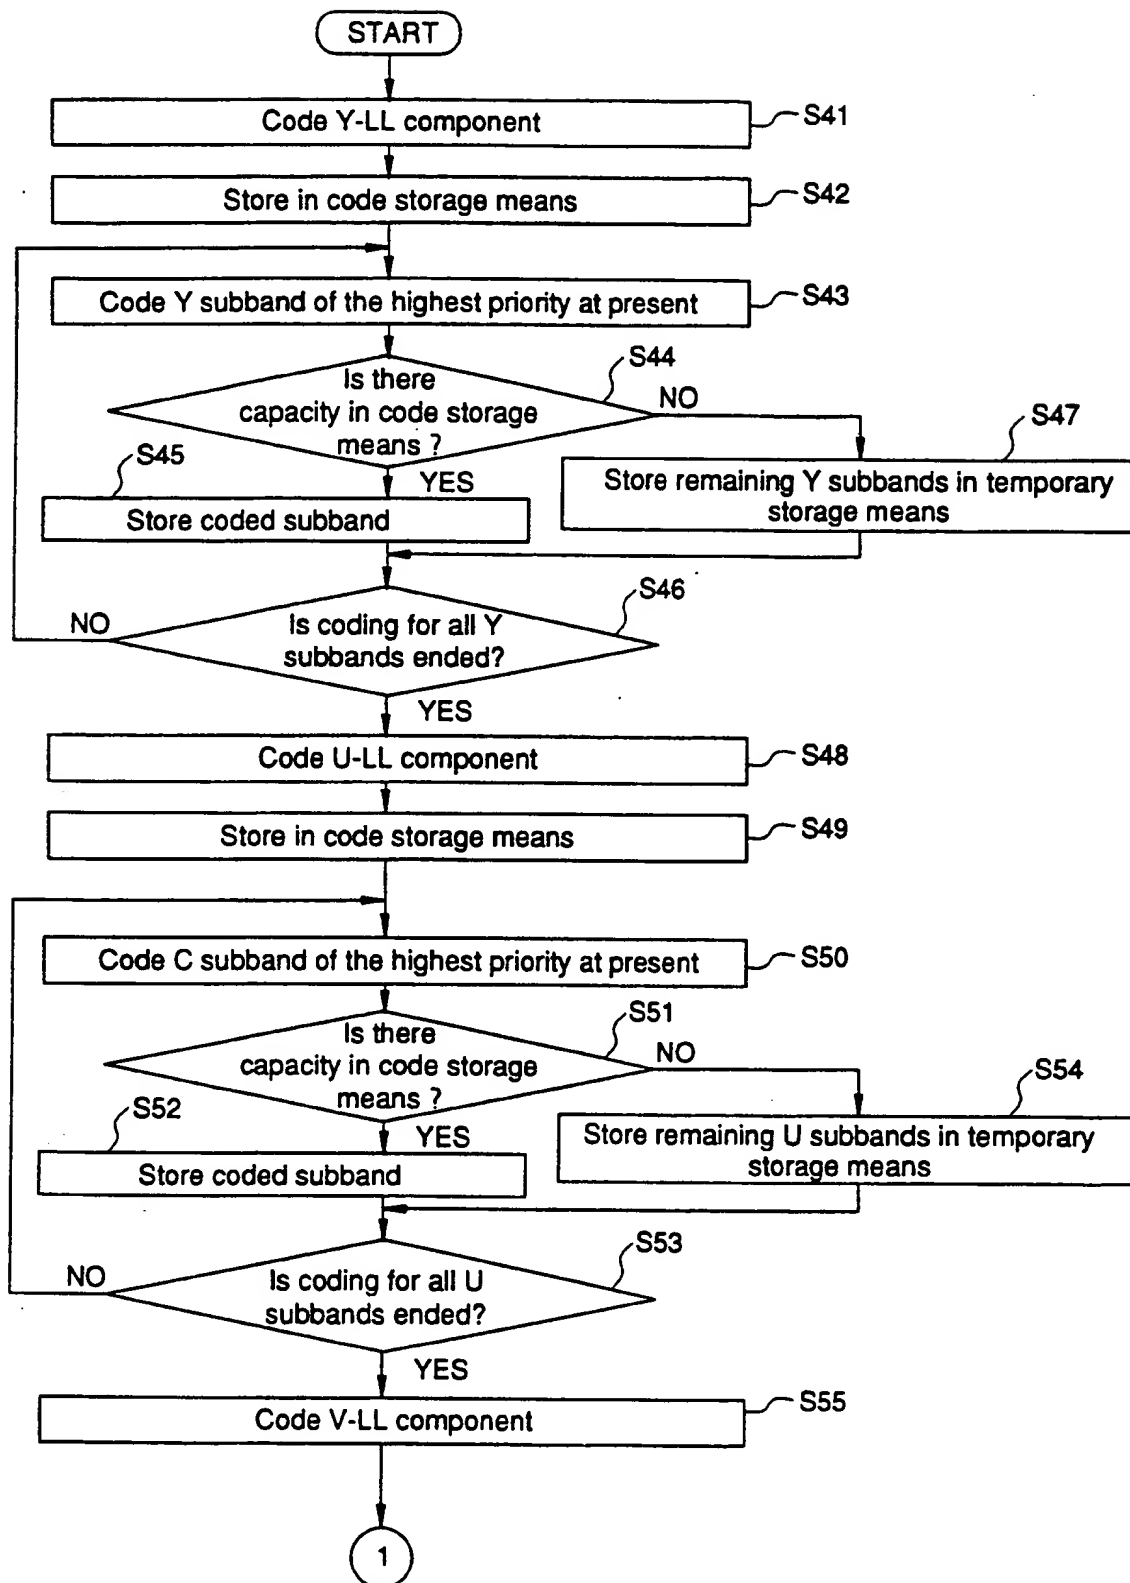 START
Code Y-LL component
S41
Store in code storage means
S42
Code Y subband of the highest priority at present
S43
Is there
capacity in code storage
means ?
S44
NO
YES
S45
Store coded subband
S47
Store remaining Y subbands in temporary
storage means
S46
Is coding for all Y
subbands ended?
NO
YES
Code U-LL component
S48
Store in code storage means
S49
Code C subband of the highest priority at present
S50
Is there
capacity in code storage
means ?
S51
NO
YES
S52
Store coded subband
S54
Store remaining U subbands in temporary
storage means
S53
Is coding for all U
subbands ended?
NO
YES
Code V-LL component
S55
1